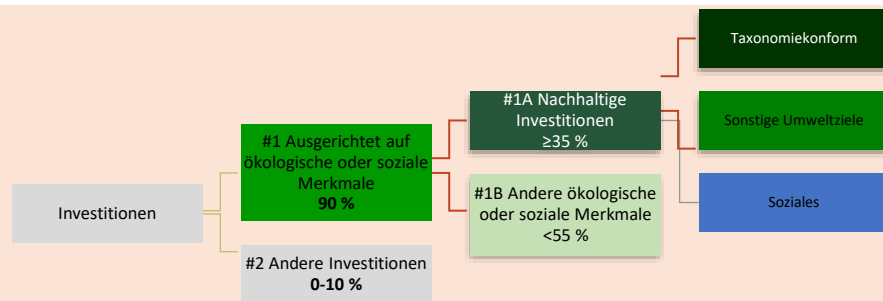 Investitionen
#1 Ausgerichtet auf
ökologische oder soziale
Merkmale
90 %
#2 Andere Investitionen
0-10 %
#1A Nachhaltige
Investitionen
≥35 %
#1B Andere ökologische
oder soziale Merkmale
<55 %
Taxonomiekonform
Sonstige Umweltziele
Soziales